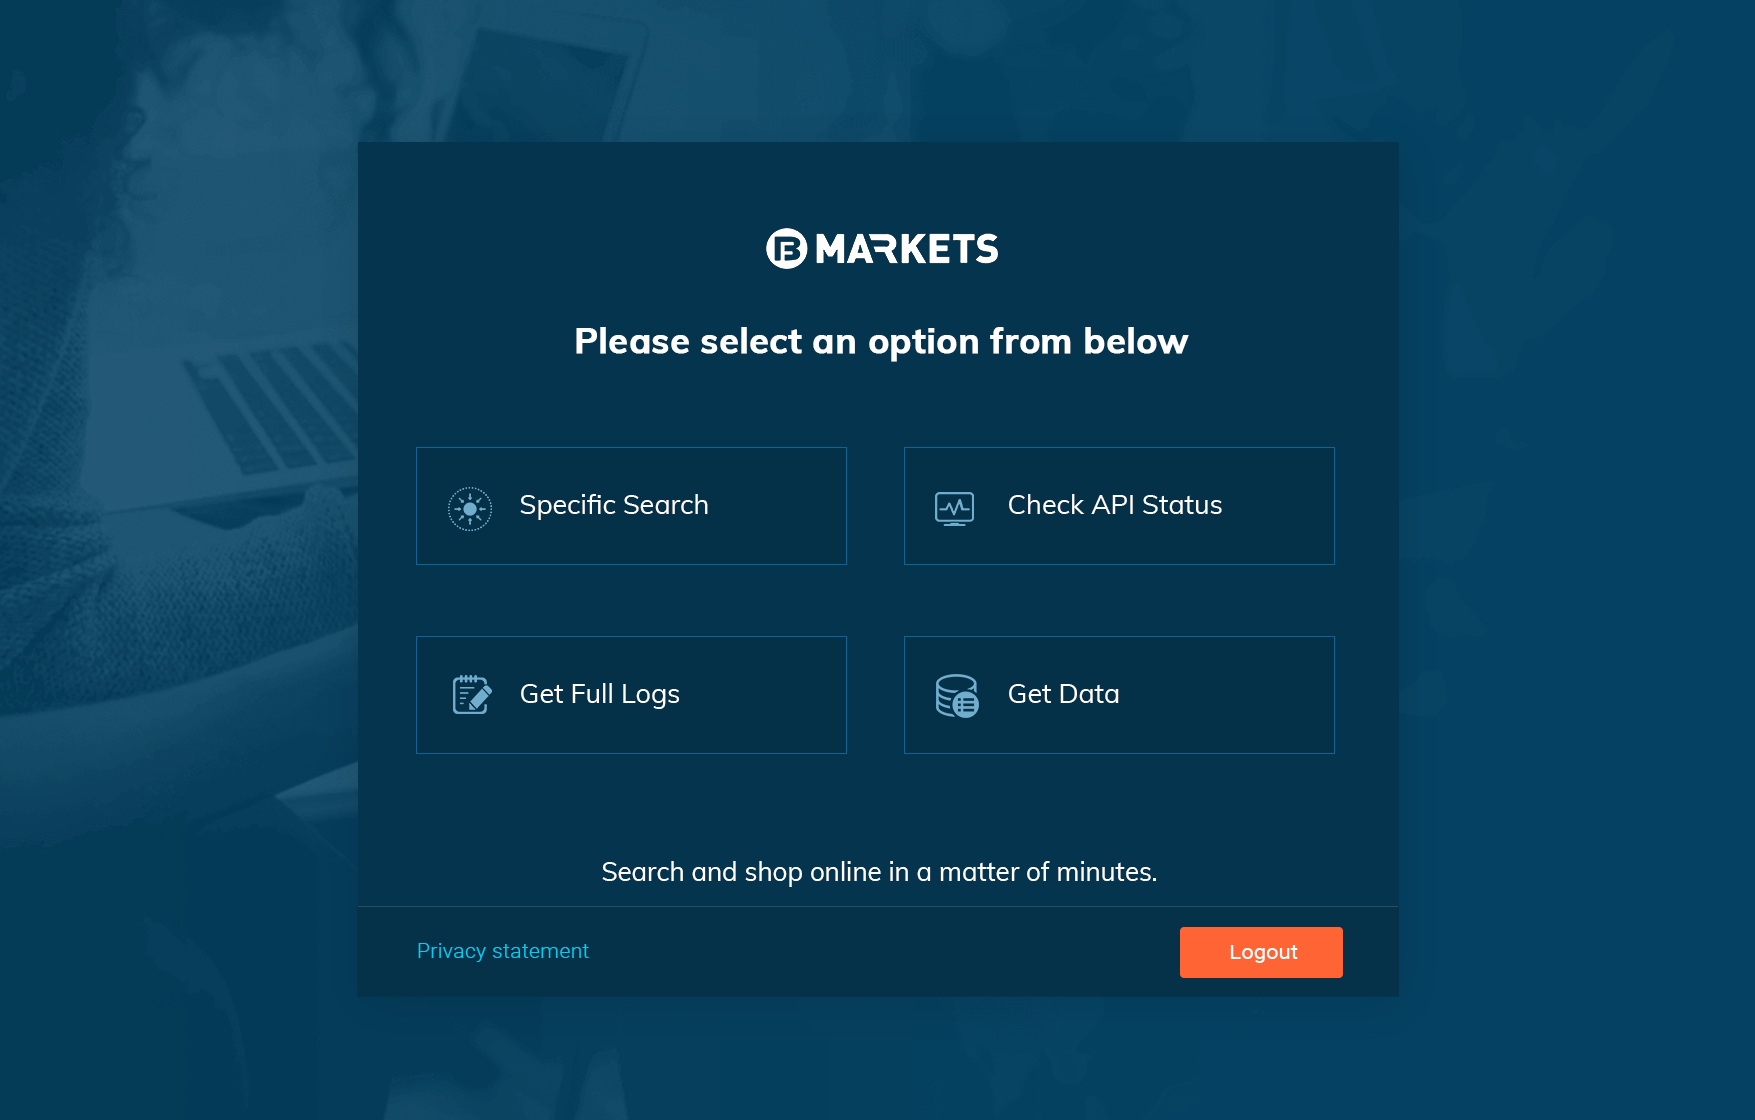 MARKETS
Please select an option from below
Specific Search
Check API Status
Get Full Logs
Get Data
Search and shop online in a matter of minutes.
Privacy statement
Logout